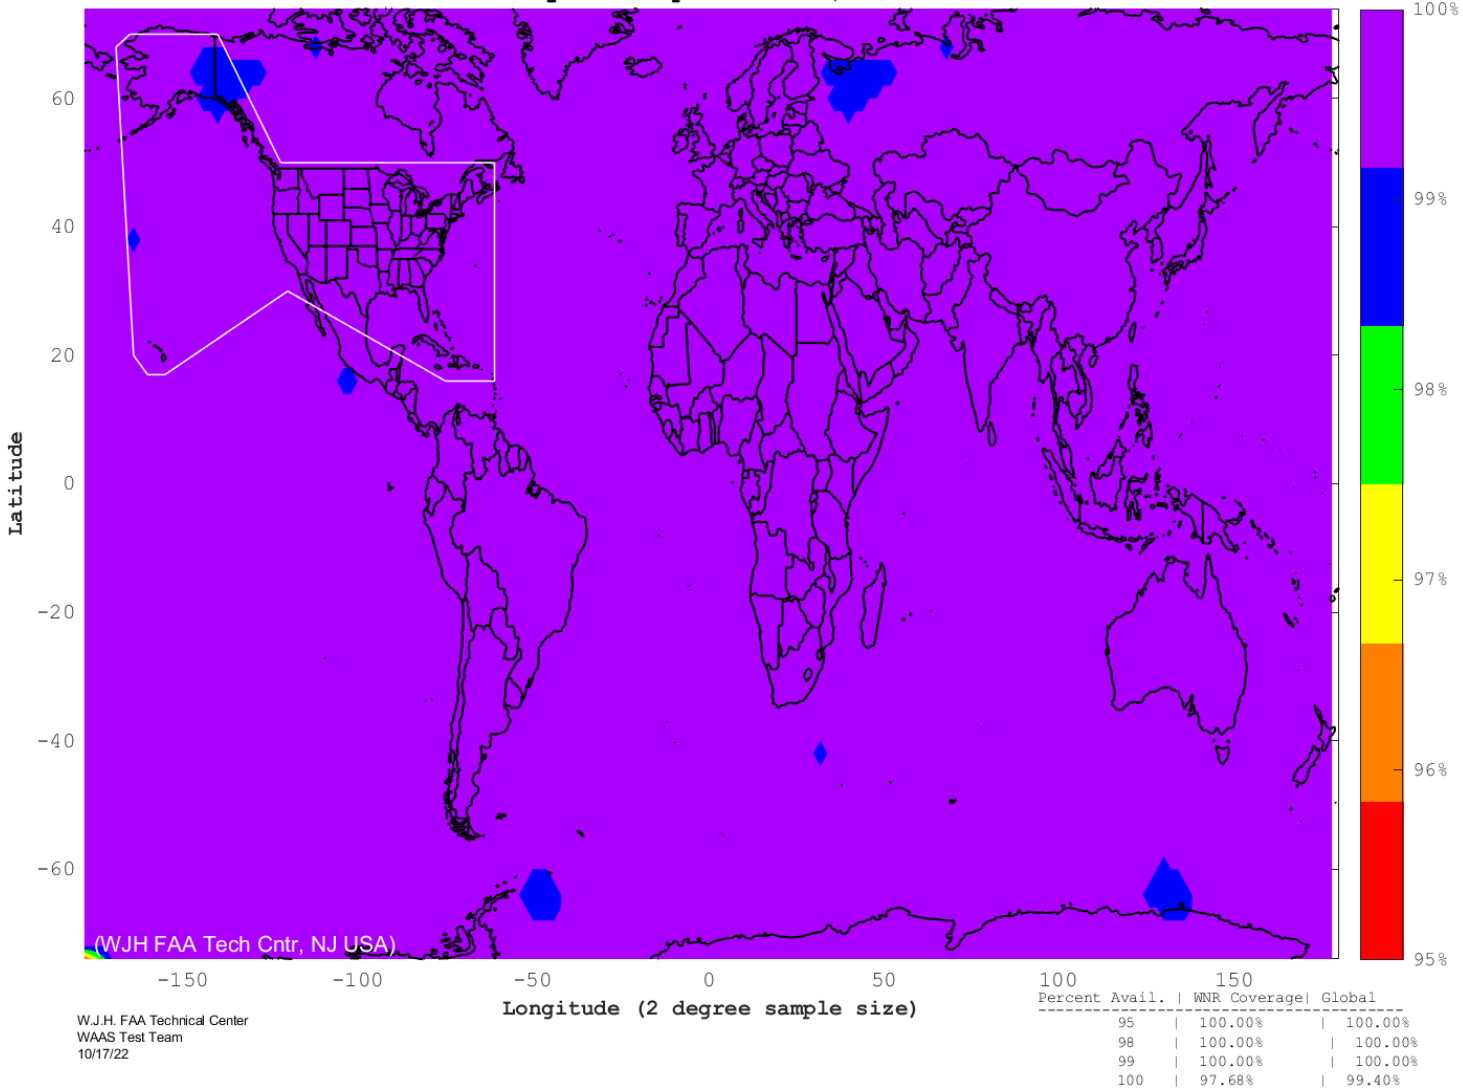 100%
99%
98%
97%
96%
95%
60
40
20
0
-20
-40
-60
Latitude
(WJH FAA Tech Cntr, NJ USA)
-150 -100 -50 0 50 100 150
Longitude (2 degree sample size)
W.J.H. FAA Technical Center
WAAS Test Team
10/17/22
Percent Avail. | WNR Coverage| Global
95 | 100.00% | 100.00%
98 | 100.00% | 100.00%
99 | 100.00% | 100.00%
100 | 97.68% | 99.40%